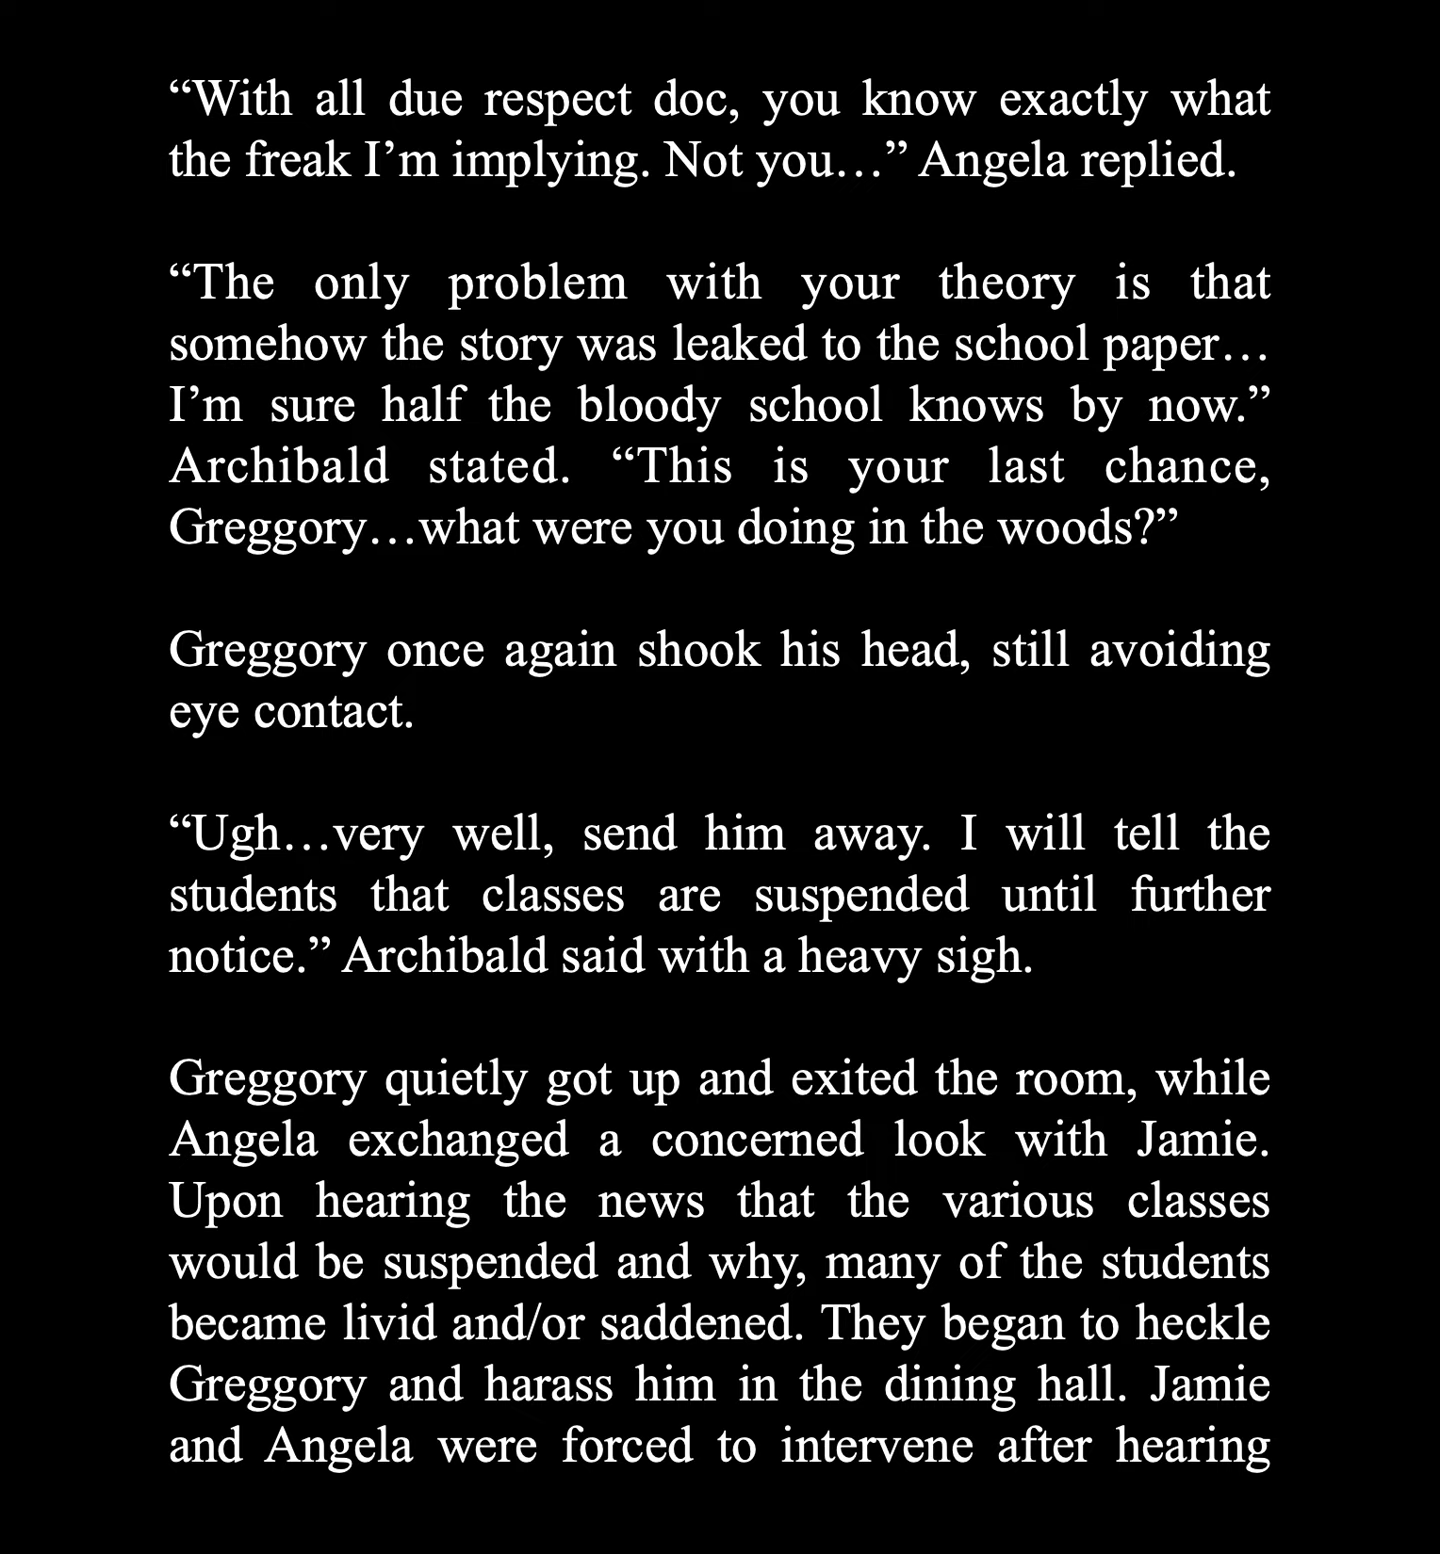 “With all due respect doc, you know exactly what
the freak I’m implying. Not you…” Angela replied.
“The only problem with your theory is that
somehow the story was leaked to the school paper…
I’m sure half the bloody school knows by now.”
Archibald stated. “This is your last chance,
Greggory…what were you doing in the woods?”
Greggory once again shook his head, still avoiding
eye contact.
“Ugh…very well, send him away. I will tell the
students that classes are suspended until further
notice.” Archibald said with a heavy sigh.
Greggory quietly got up and exited the room, while
Angela exchanged a concerned look with Jamie.
Upon hearing the news that the various classes
would be suspended and why, many of the students
became livid and/or saddened. They began to heckle
Greggory and harass him in the dining hall. Jamie
and Angela were forced to intervene after hearing